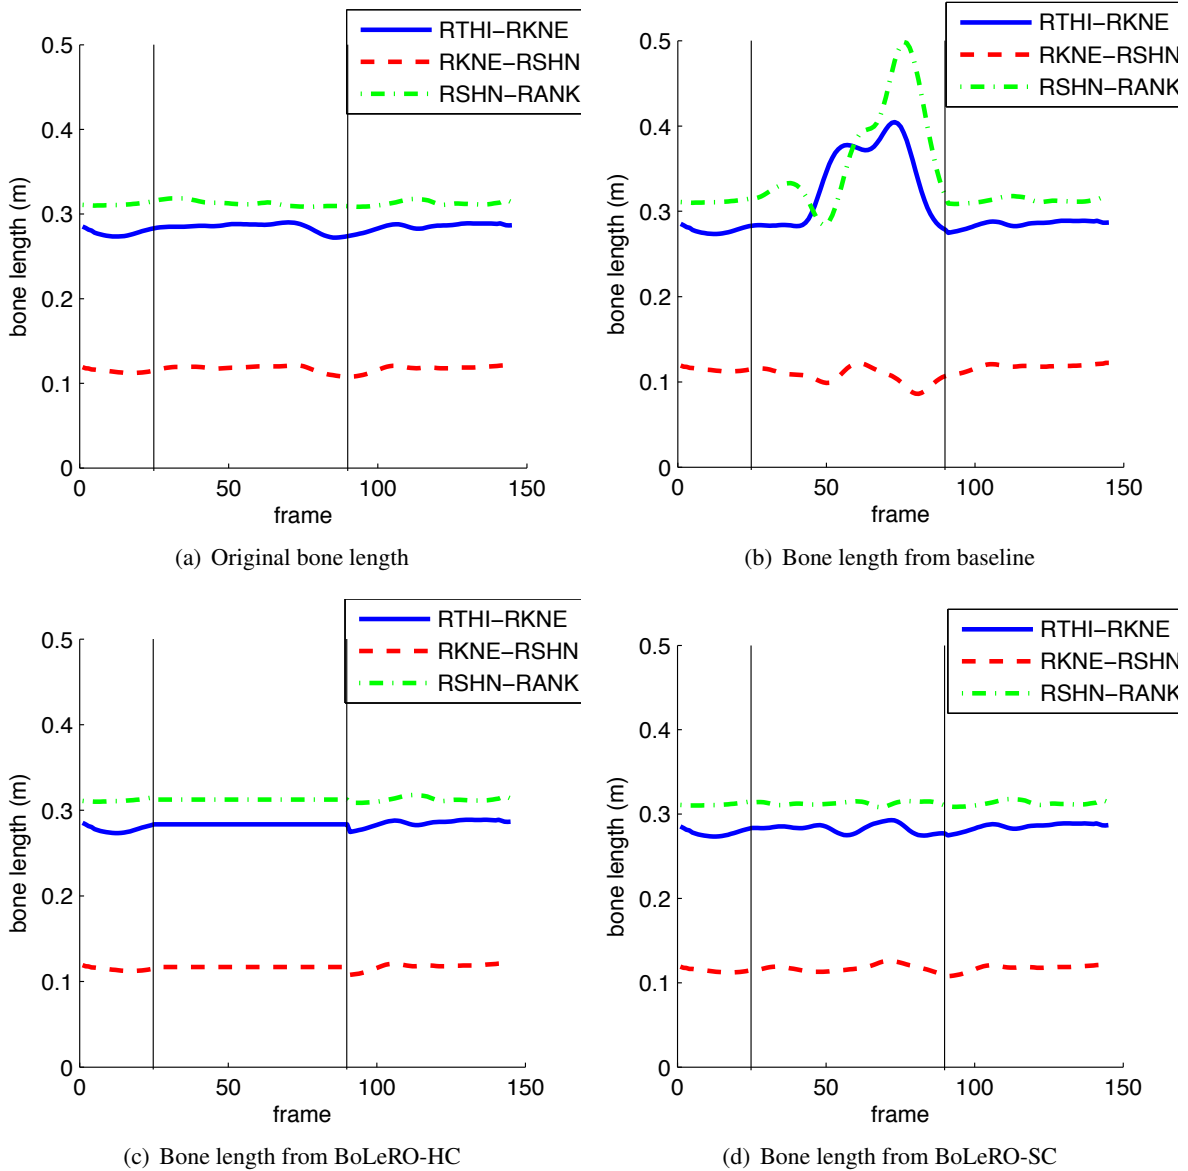 RTHI–RKNE
RKNE–RSHN
RSHN–RANK
0.5
0.4
0.3
0.2
0.1
0
bone length (m)
0
50
100
150
frame
(a) Original bone length
RTHI–RKNE
RKNE–RSHN
RSHN–RANK
0.5
0.4
0.3
0.2
0.1
0
bone length (m)
0
50
100
150
frame
(b) Bone length from baseline
RTHI–RKNE
RKNE–RSHN
RSHN–RANK
0.5
0.4
0.3
0.2
0.1
0
bone length (m)
0
50
100
150
frame
(c) Bone length from BoLeRO-HC
RTHI–RKNE
RKNE–RSHN
RSHN–RANK
0.5
0.4
0.3
0.2
0.1
0
bone length (m)
0
50
100
150
frame
(d) Bone length from BoLeRO-SC